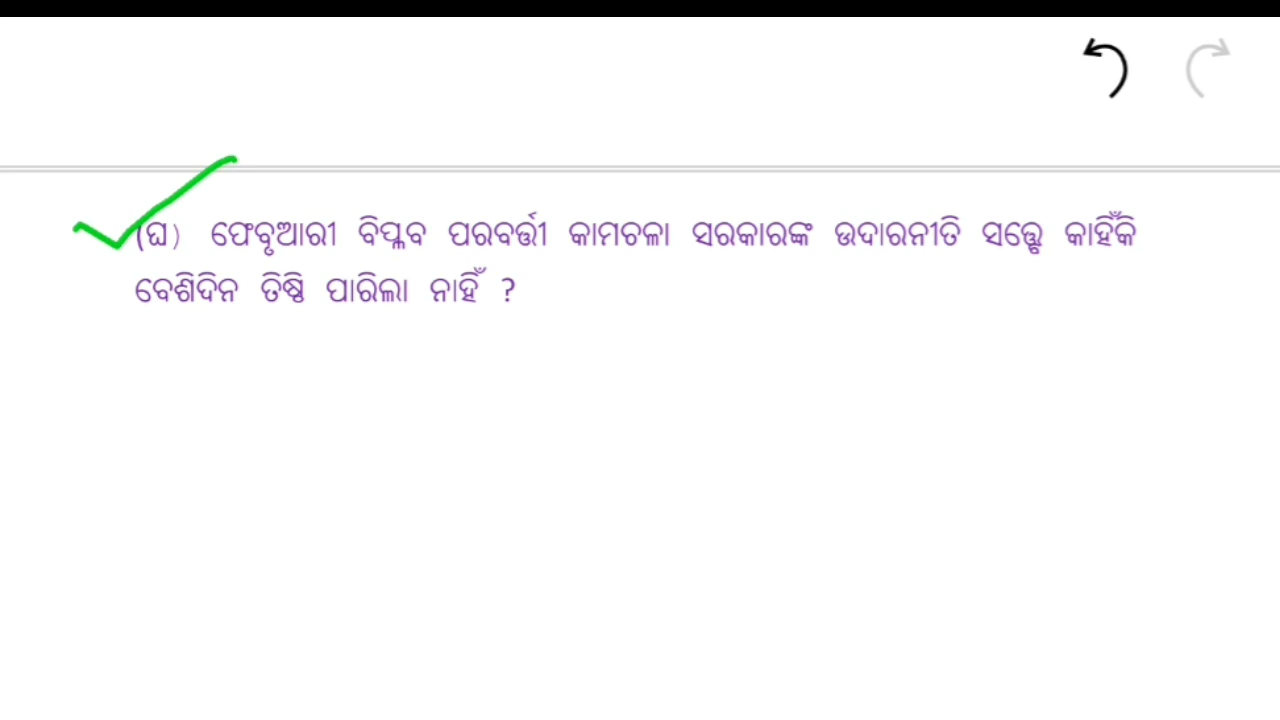 (ଘ) ଫେବୃଆରୀ ବିପ୍ଳବ ପରବର୍ତ୍ତୀ କାମଚଳା ସରକାରଙ୍କ ଉଦାରନୀତି ସତ୍ତ୍ୱେ କାହିଁକି
ବେଶିଦିନ ତିଷ୍ଠି ପାରିଲା ନାହିଁ ?